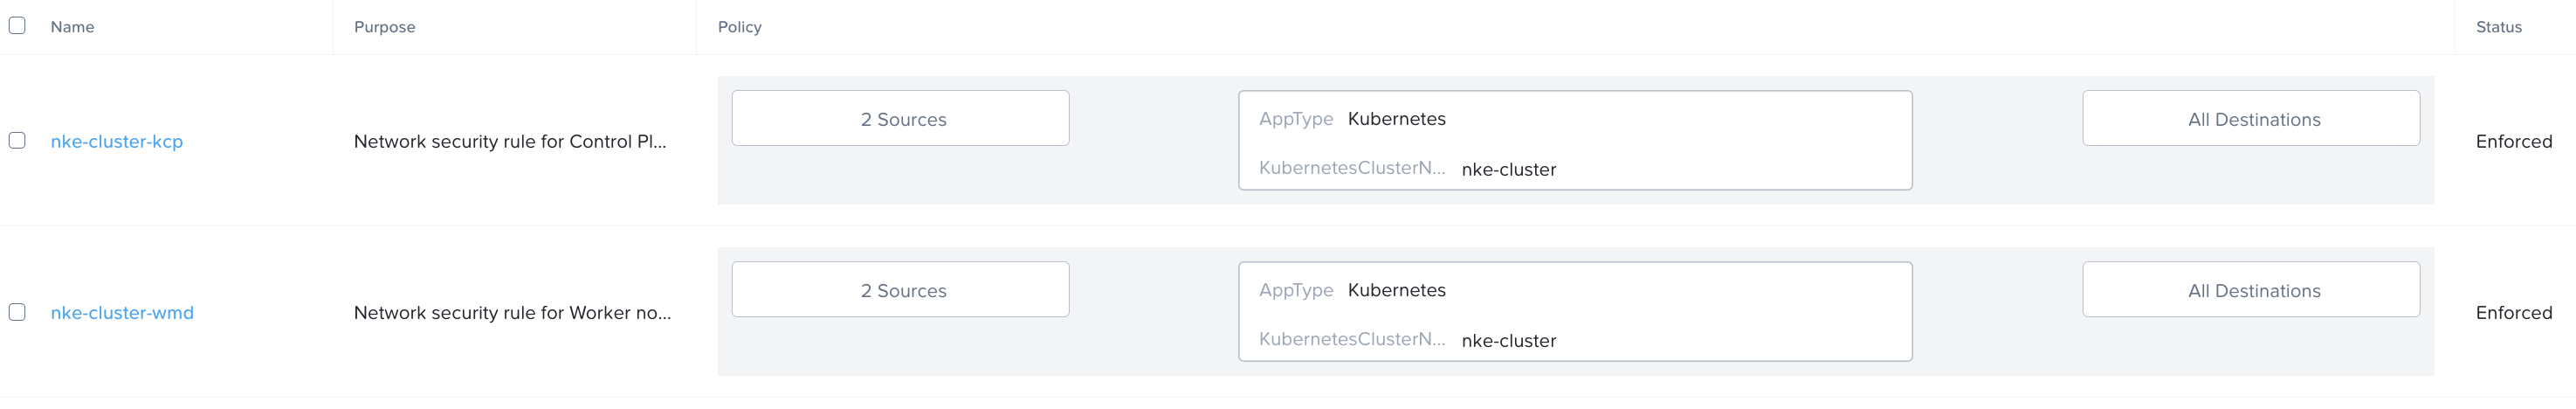 Name Purpose Policy Status
nke-cluster-kcp Network security rule for Control Pl... 2 Sources AppType Kubernetes All Destinations Enforced
KubernetesClusterN... nke-cluster
nke-cluster-wmd Network security rule for Worker no... 2 Sources AppType Kubernetes All Destinations Enforced
KubernetesClusterN... nke-cluster